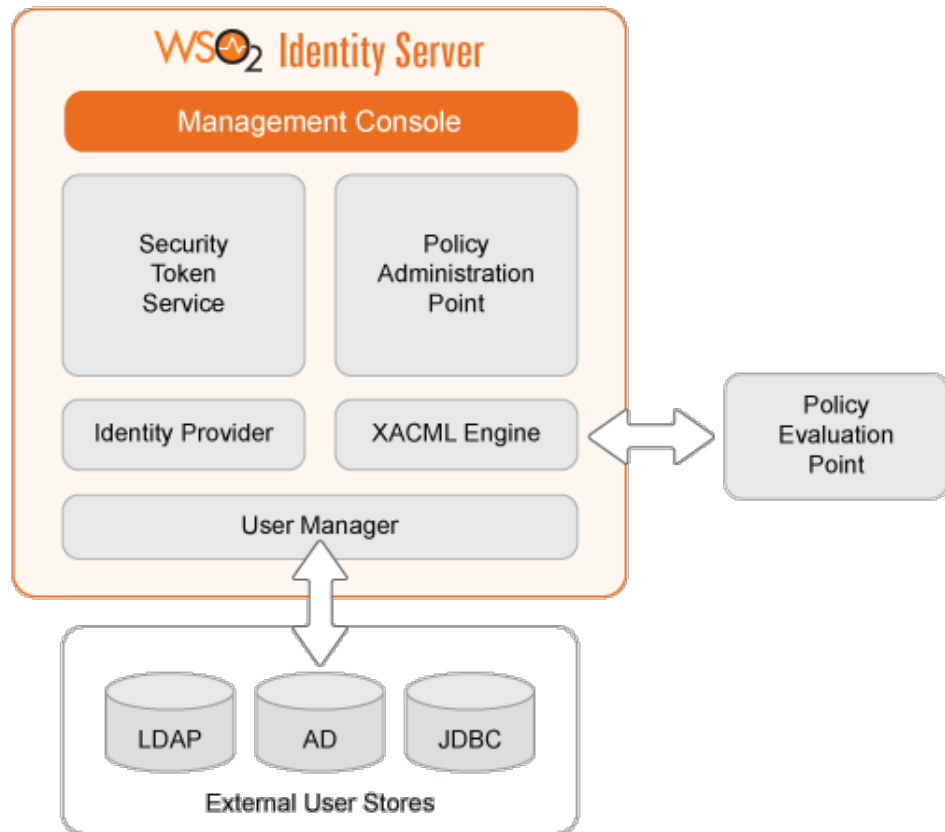 WSO2 Identity Server
Management Console
Security
Token
Service
Policy
Administration
Point
Identity Provider
XACML Engine
Policy
Evaluation
Point
User Manager
LDAP
AD
JDBC
External User Stores